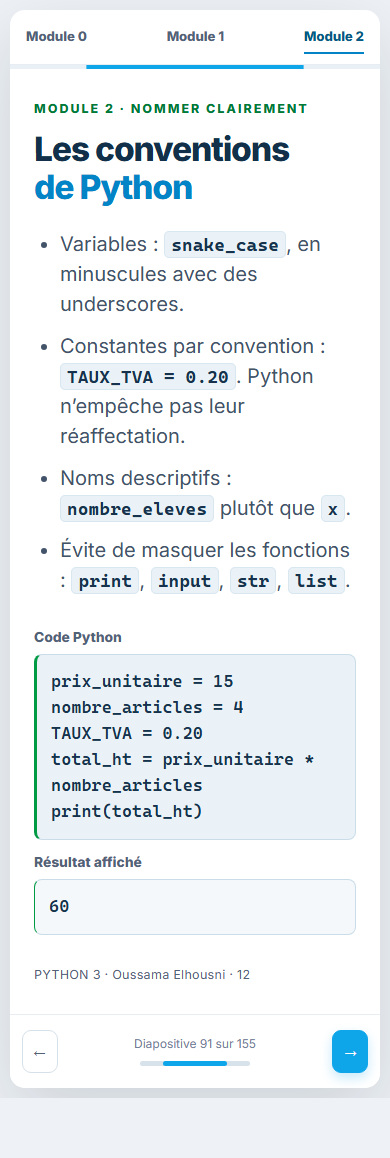 Module 0 Module 1 Module 2
MODULE 2 · NOMMER CLAIREMENT
Les conventions
de Python
• Variables : snake_case, en
minuscules avec des
underscores.
• Constantes par convention :
TAUX_TVA = 0.20. Python
n’empêche pas leur
réaffectation.
• Noms descriptifs :
nombre_eleves plutôt que x.
• Évite de masquer les fonctions
: print, input, str, list.
Code Python
prix_unitaire = 15
nombre_articles = 4
TAUX_TVA = 0.20
total_ht = prix_unitaire *
nombre_articles
print(total_ht)
Résultat affiché
60
PYTHON 3 · Oussama Elhousni · 12
← Diapositive 91 sur 155 →